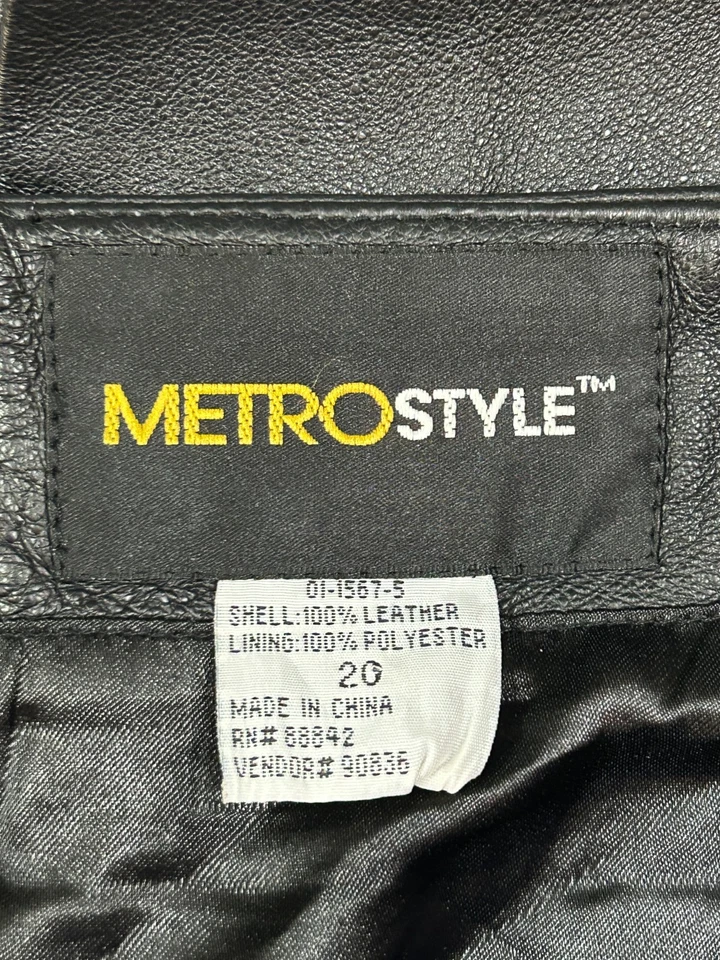 METROSTYLE™
01-1567-5
SHELL:100% LEATHER
LINING:100% POLYESTER
20
MADE IN CHINA
RN# 88842
VENDOR# 90836